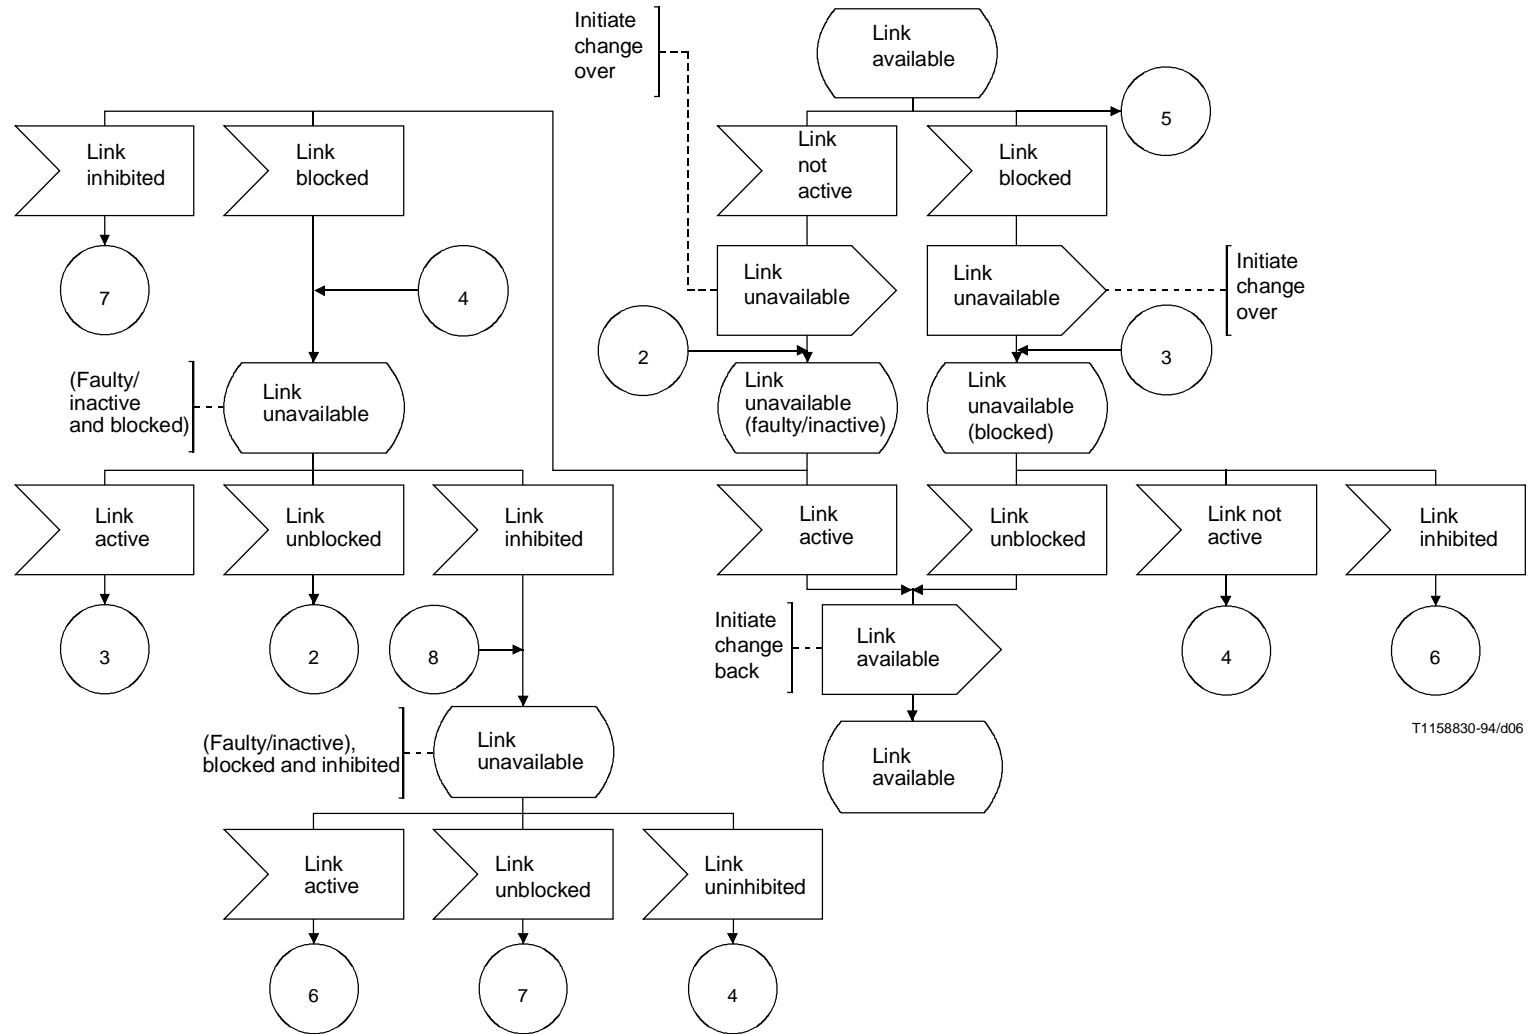 Initiate
change
over
Link
available
5
Link
inhibited
Link
blocked
Link
not
active
Link
blocked
7
4
Link
unavailable
Link
unavailable
Initiate
change
over
2
3
(Faulty/
inactive
and blocked)
Link
unavailable
Link
unavailable
(faulty/inactive)
Link
unavailable
(blocked)
Link
active
Link
unblocked
Link
inhibited
Link
active
Link
unblocked
Link not
active
Link
inhibited
3
2
8
Initiate
change
back
Link
available
4
6
(Faulty/inactive),
blocked and inhibited
Link
unavailable
Link
available
T1158830-94/d06
Link
active
Link
unblocked
Link
uninhibited
6
7
4